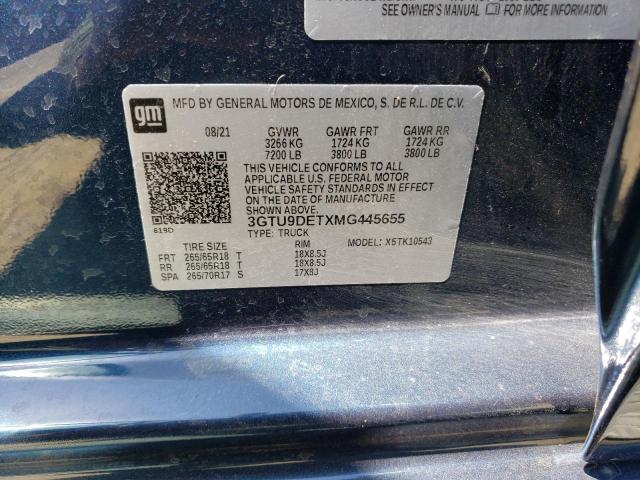 SEE OWNER'S MANUAL FOR MORE INFORMATION
gm
MFD BY GENERAL MOTORS DE MEXICO, S. DE R.L. DE C.V.
08/21 GVWR GAWR FRT GAWR RR
3266 KG 1724 KG 1724 KG
7200 LB 3800 LB 3800 LB
THIS VEHICLE CONFORMS TO ALL
APPLICABLE U.S. FEDERAL MOTOR
VEHICLE SAFETY STANDARDS IN EFFECT
ON THE DATE OF MANUFACTURE
SHOWN ABOVE.
619D
3GTU9DETXMG445655
TYPE: TRUCK MODEL: X5TK10543
TIRE SIZE RIM
FRT 265/65R18 T 18X8.5J
RR 265/65R18 T 18X8.5J
SPA 265/70R17 S 17X8J